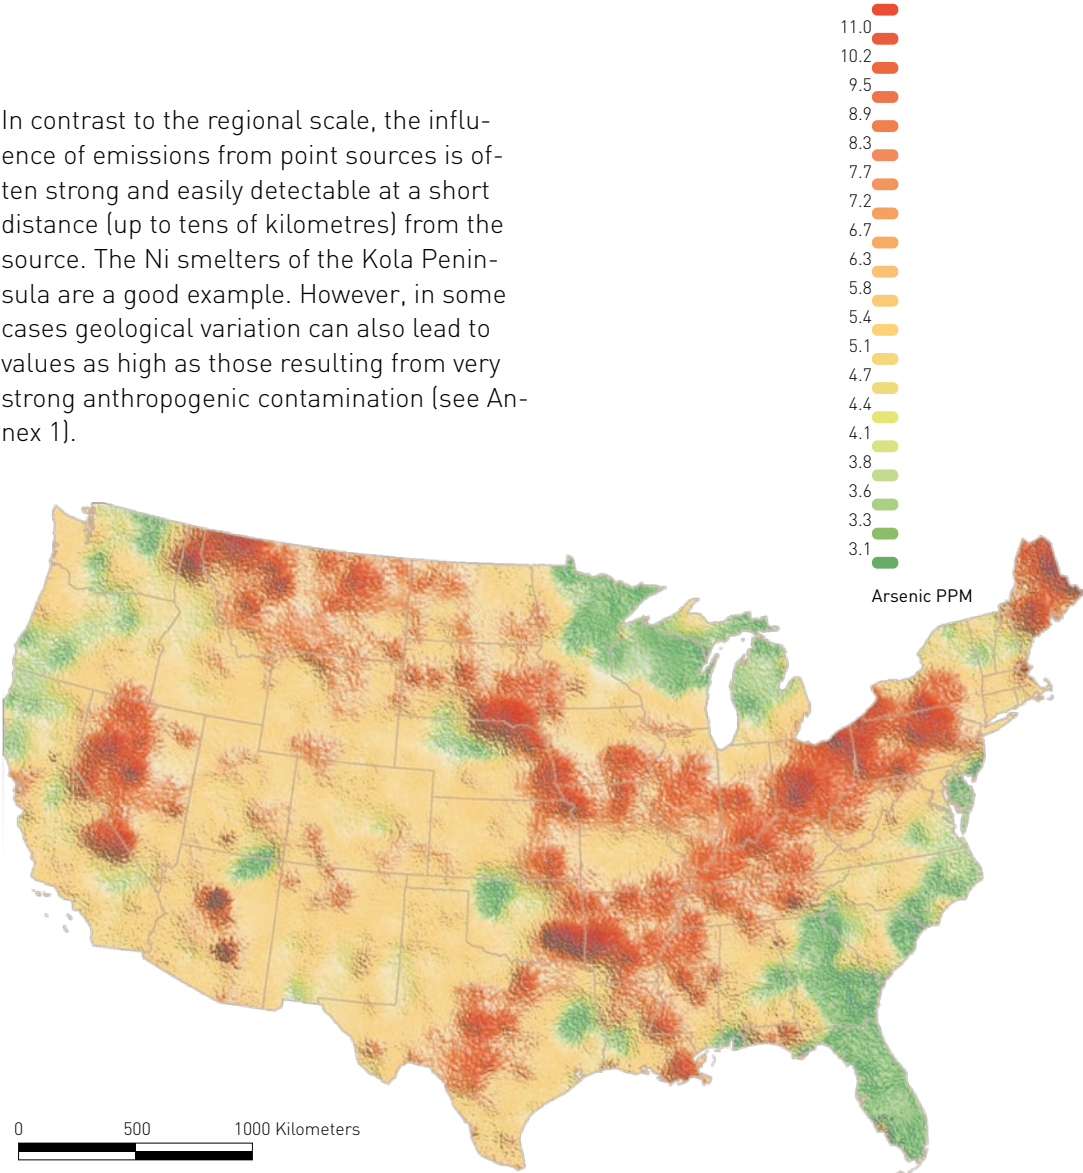 In contrast to the regional scale, the influ-
ence of emissions from point sources is of-
ten strong and easily detectable at a short
distance (up to tens of kilometres) from the
source. The Ni smelters of the Kola Penin-
sula are a good example. However, in some
cases geological variation can also lead to
values as high as those resulting from very
strong anthropogenic contamination (see An-
nex 1).
11.0
10.2
9.5
8.9
8.3
7.7
7.2
6.7
6.3
5.8
5.4
5.1
4.7
4.4
4.1
3.8
3.6
3.3
3.1
Arsenic PPM
0 500 1000 Kilometers